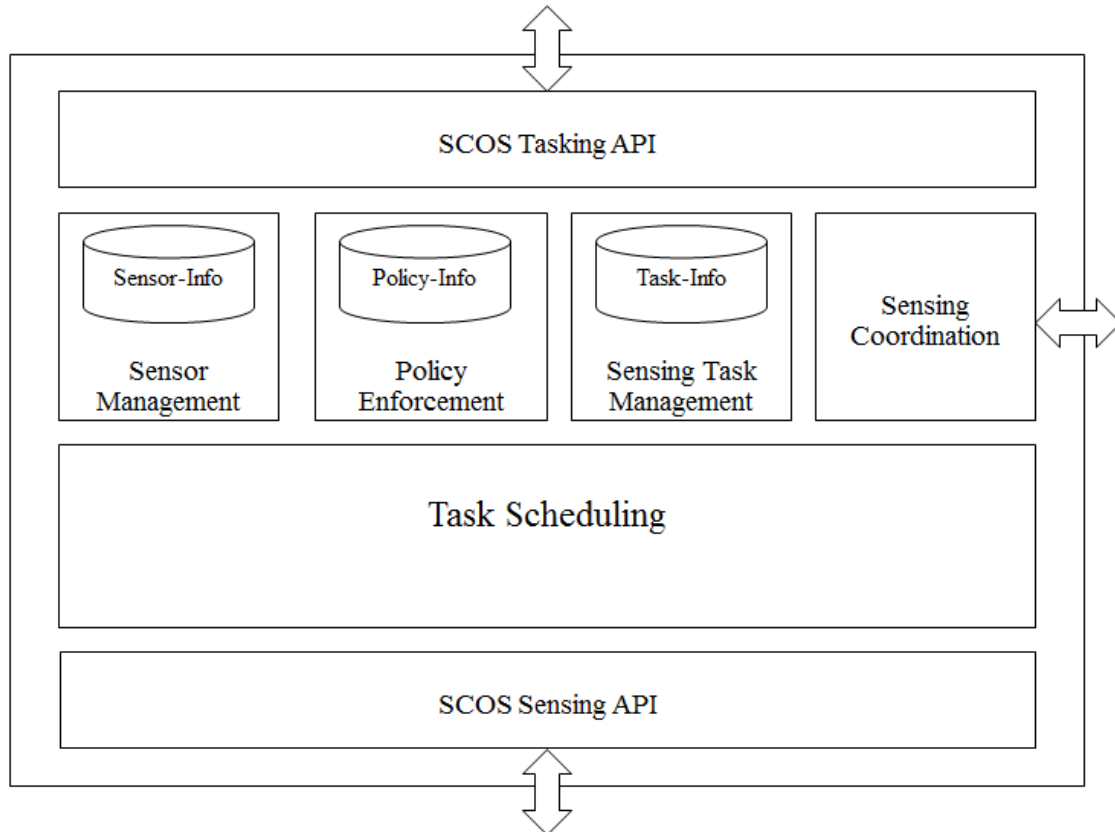 SCOS Tasking API
Sensor-Info
Policy-Info
Task-Info
Sensor
Management
Policy
Enforcement
Sensing Task
Management
Sensing
Coordination
Task Scheduling
SCOS Sensing API